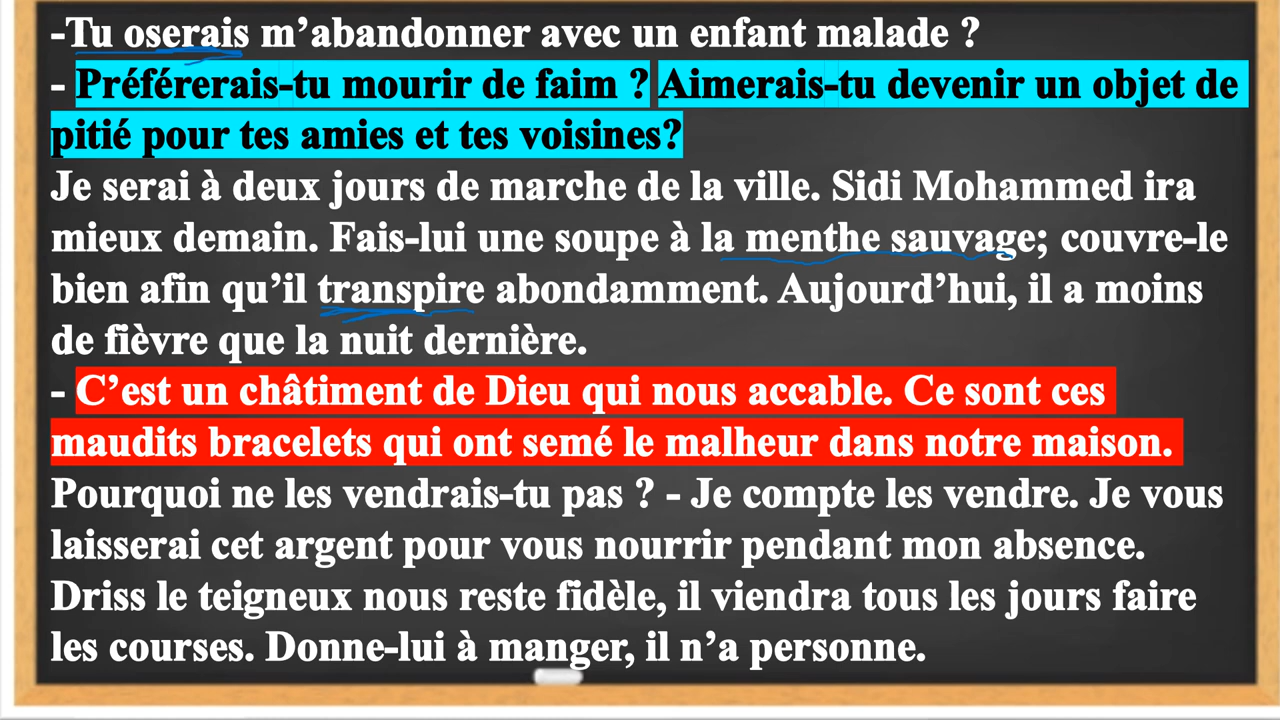 -Tu oserais m’abandonner avec un enfant malade ?
- Préférerais-tu mourir de faim ? Aimerais-tu devenir un objet de
pitié pour tes amies et tes voisines?
Je serai à deux jours de marche de la ville. Sidi Mohammed ira
mieux demain. Fais-lui une soupe à la menthe sauvage; couvre-le
bien afin qu’il transpire abondamment. Aujourd’hui, il a moins
de fièvre que la nuit dernière.
- C’est un châtiment de Dieu qui nous accable. Ce sont ces
maudits bracelets qui ont semé le malheur dans notre maison.
Pourquoi ne les vendrais-tu pas ? - Je compte les vendre. Je vous
laisserai cet argent pour vous nourrir pendant mon absence.
Driss le teigneux nous reste fidèle, il viendra tous les jours faire
les courses. Donne-lui à manger, il n’a personne.